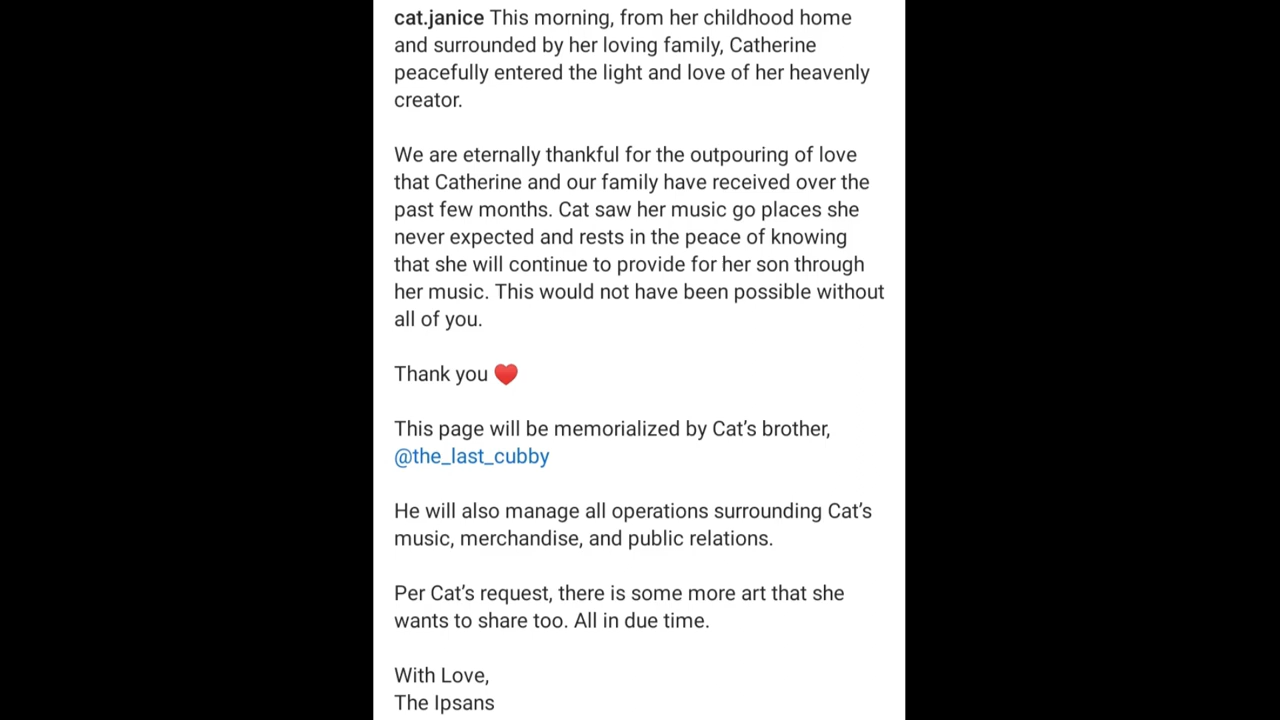 cat.janice This morning, from her childhood home
and surrounded by her loving family, Catherine
peacefully entered the light and love of her heavenly
creator.
We are eternally thankful for the outpouring of love
that Catherine and our family have received over the
past few months. Cat saw her music go places she
never expected and rests in the peace of knowing
that she will continue to provide for her son through
her music. This would not have been possible without
all of you.
Thank you ❤️
This page will be memorialized by Cat’s brother,
@the_last_cubby
He will also manage all operations surrounding Cat’s
music, merchandise, and public relations.
Per Cat’s request, there is some more art that she
wants to share too. All in due time.
With Love,
The Ipsans